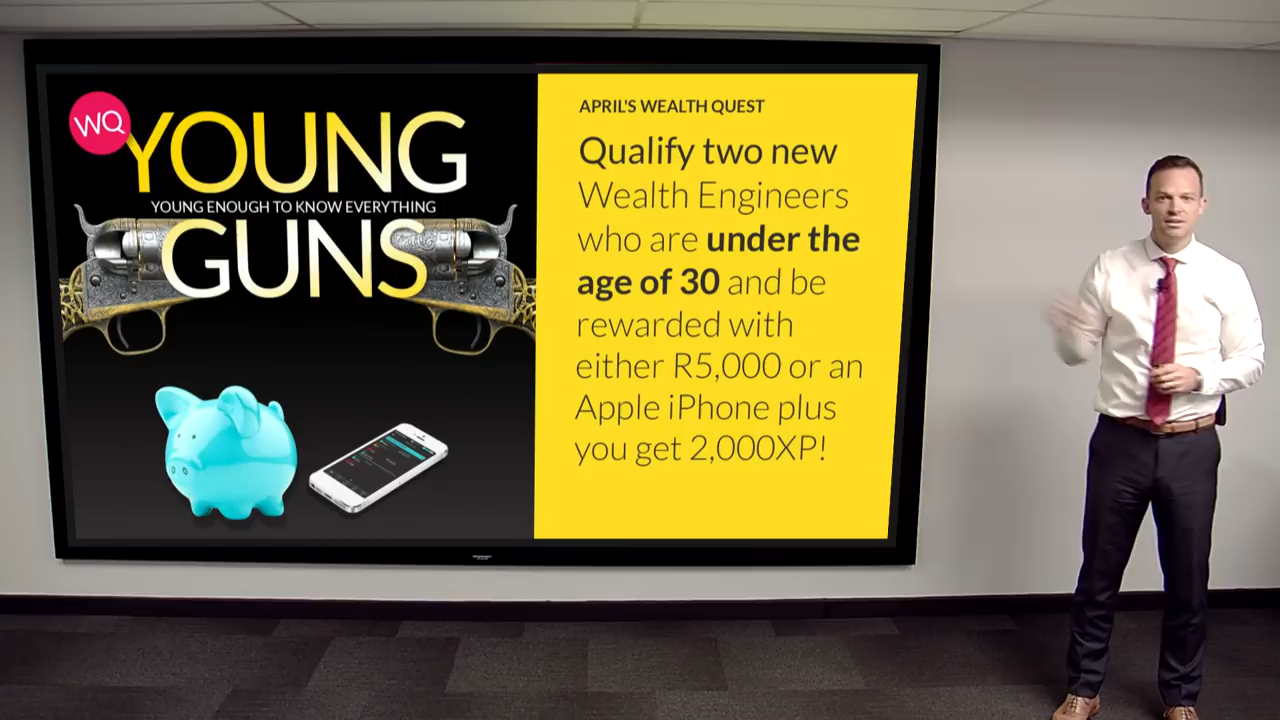 WQ
YOUNG
YOUNG ENOUGH TO KNOW EVERYTHING
GUNS
APRIL'S WEALTH QUEST
Qualify two new
Wealth Engineers
who are under the
age of 30 and be
rewarded with
either R5,000 or an
Apple iPhone plus
you get 2,000XP!